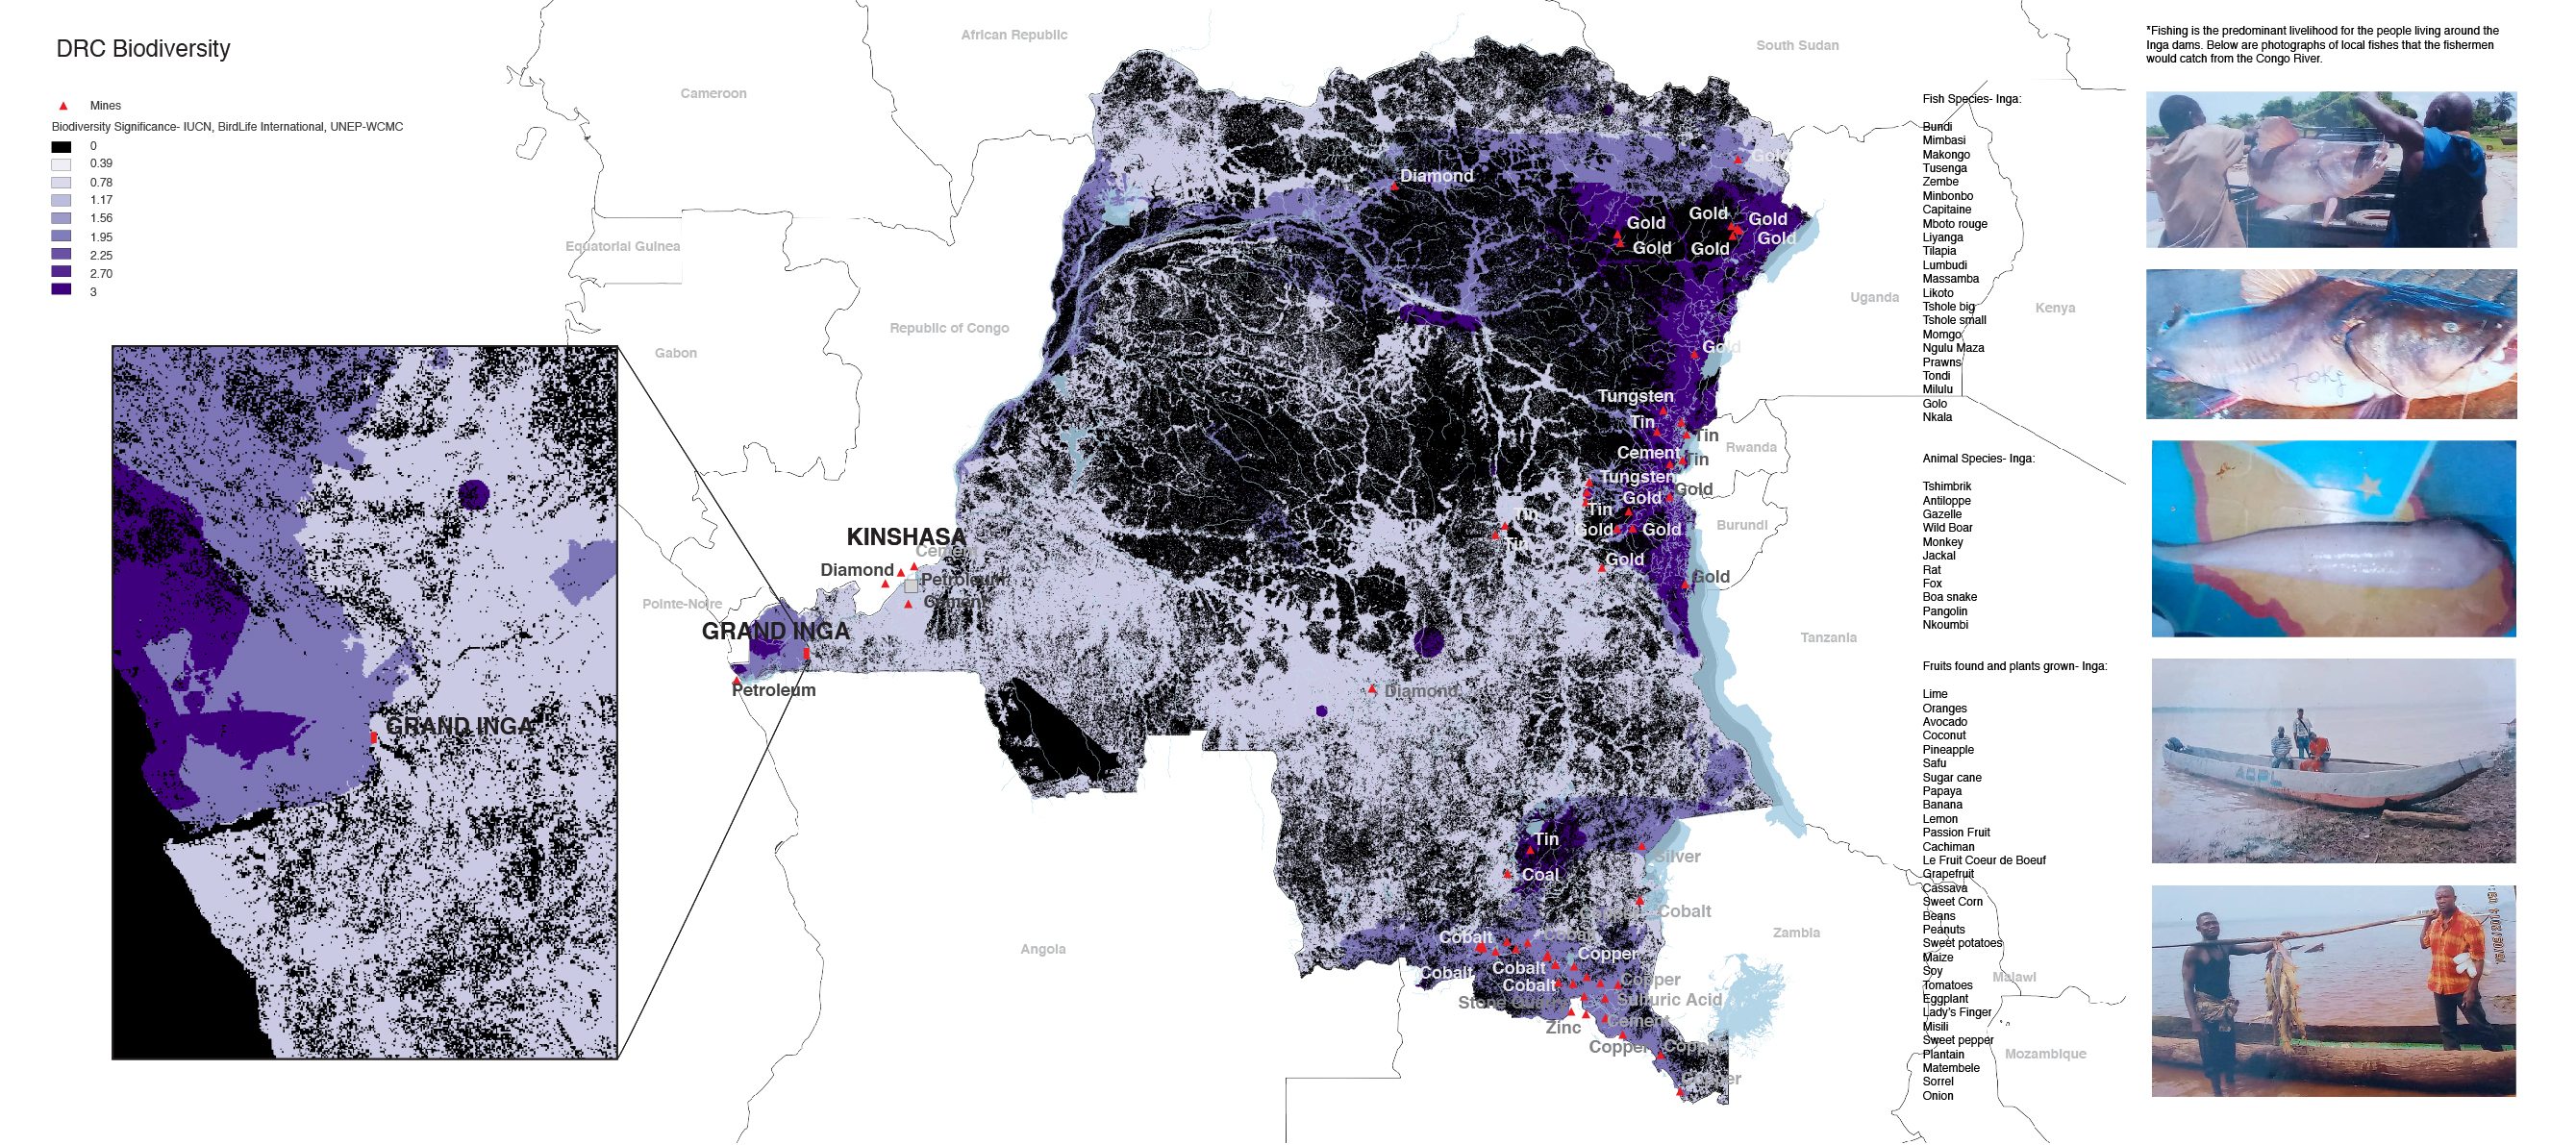 DRC Biodiversity
Mines
Biodiversity Significance- IUCN, BirdLife International, UNEP-WCMC
0
0.39
0.78
1.17
1.56
1.95
2.25
2.70
3
GRAND INGA
African Republic
South Sudan
Cameroon
Equatorial Guinea
Gabon
Republic of Congo
Pointe-Noire
Angola
Uganda
Kenya
Rwanda
Burundi
Tanzania
Zambia
Malawi
Mozambique
Gold
Diamond
Gold
Gold
Gold
Gold
Gold
Gold
Gold
Tungsten
Tin
Tin
Cement
Tin
Tungsten
Gold
Gold
Tin
Tin
Gold
Gold
Tin
Gold
Gold
KINSHASA
Cement
Diamond
Petroleum
Cement
GRAND INGA
Petroleum
Diamond
Tin
Silver
Coal
Copper
Cobalt
Cobalt
Cobalt
Copper
Cobalt
Cobalt
Copper
Cobalt
Stone Quarry
Sulfuric Acid
Zinc
Cement
Copper
Copper
Copper
Fish Species- Inga:
Bundi
Mimbasi
Makongo
Tusenga
Zembe
Minbonbo
Capitaine
Mboto rouge
Liyanga
Tilapia
Lumbudi
Massamba
Likoto
Tshole big
Tshole small
Momgo
Ngulu Maza
Prawns
Tondi
Milulu
Golo
Nkala
Animal Species- Inga:
Tshimbrik
Antiloppe
Gazelle
Wild Boar
Monkey
Jackal
Rat
Fox
Boa snake
Pangolin
Nkoumbi
Fruits found and plants grown- Inga:
Lime
Oranges
Avocado
Coconut
Pineapple
Safu
Sugar cane
Papaya
Banana
Lemon
Passion Fruit
Cachiman
Le Fruit Coeur de Boeuf
Grapefruit
Cassava
Sweet Corn
Beans
Peanuts
Sweet potatoes
Maize
Soy
Tomatoes
Eggplant
Lady's Finger
Misili
Sweet pepper
Plantain
Matembele
Sorrel
Onion
*Fishing is the predominant livelihood for the people living around the
Inga dams. Below are photographs of local fishes that the fishermen
would catch from the Congo River.